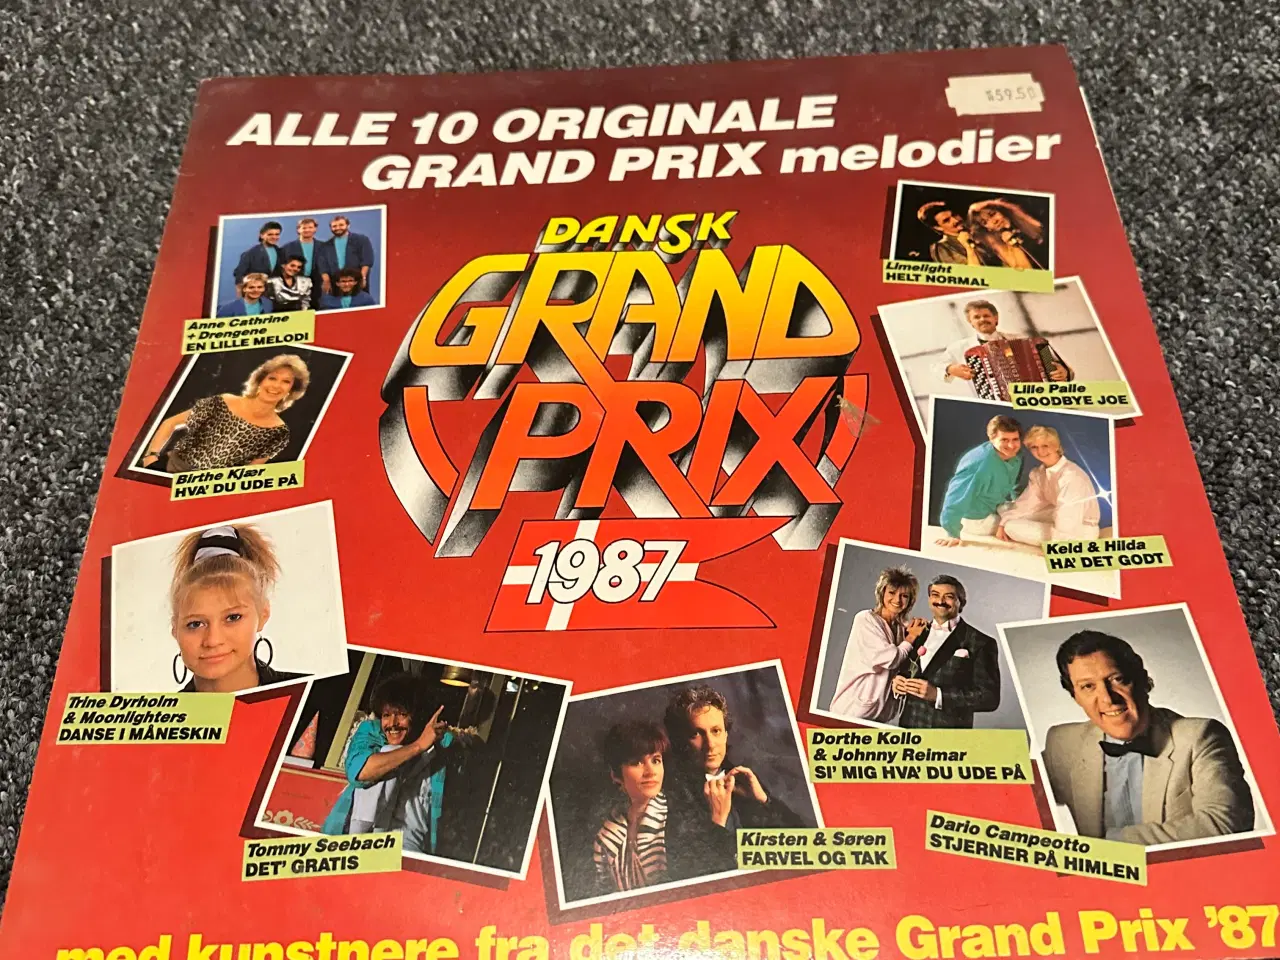 ALLE 10 ORIGINALE
GRAND PRIX melodier
59.50
DANSK
GRAND
PRIX
1987
Anne Cathrine
+ Drengene
EN LILLE MELODI
Birthe Kjær
HVA' DU UDE PÅ
Trine Dyrholm
& Moonlighters
DANSE I MÅNESKIN
Tommy Seebach
DET' GRATIS
Kirsten & Søren
FARVEL OG TAK
Limelight
HELT NORMAL
Lille Palle
GOODBYE JOE
Keld & Hilda
HA' DET GODT
Dorthe Kollo
& Johnny Reimar
SI' MIG HVA' DU UDE PÅ
Dario Campeotto
STJERNER PÅ HIMLEN
med kunstnere fra det danske Grand Prix '87